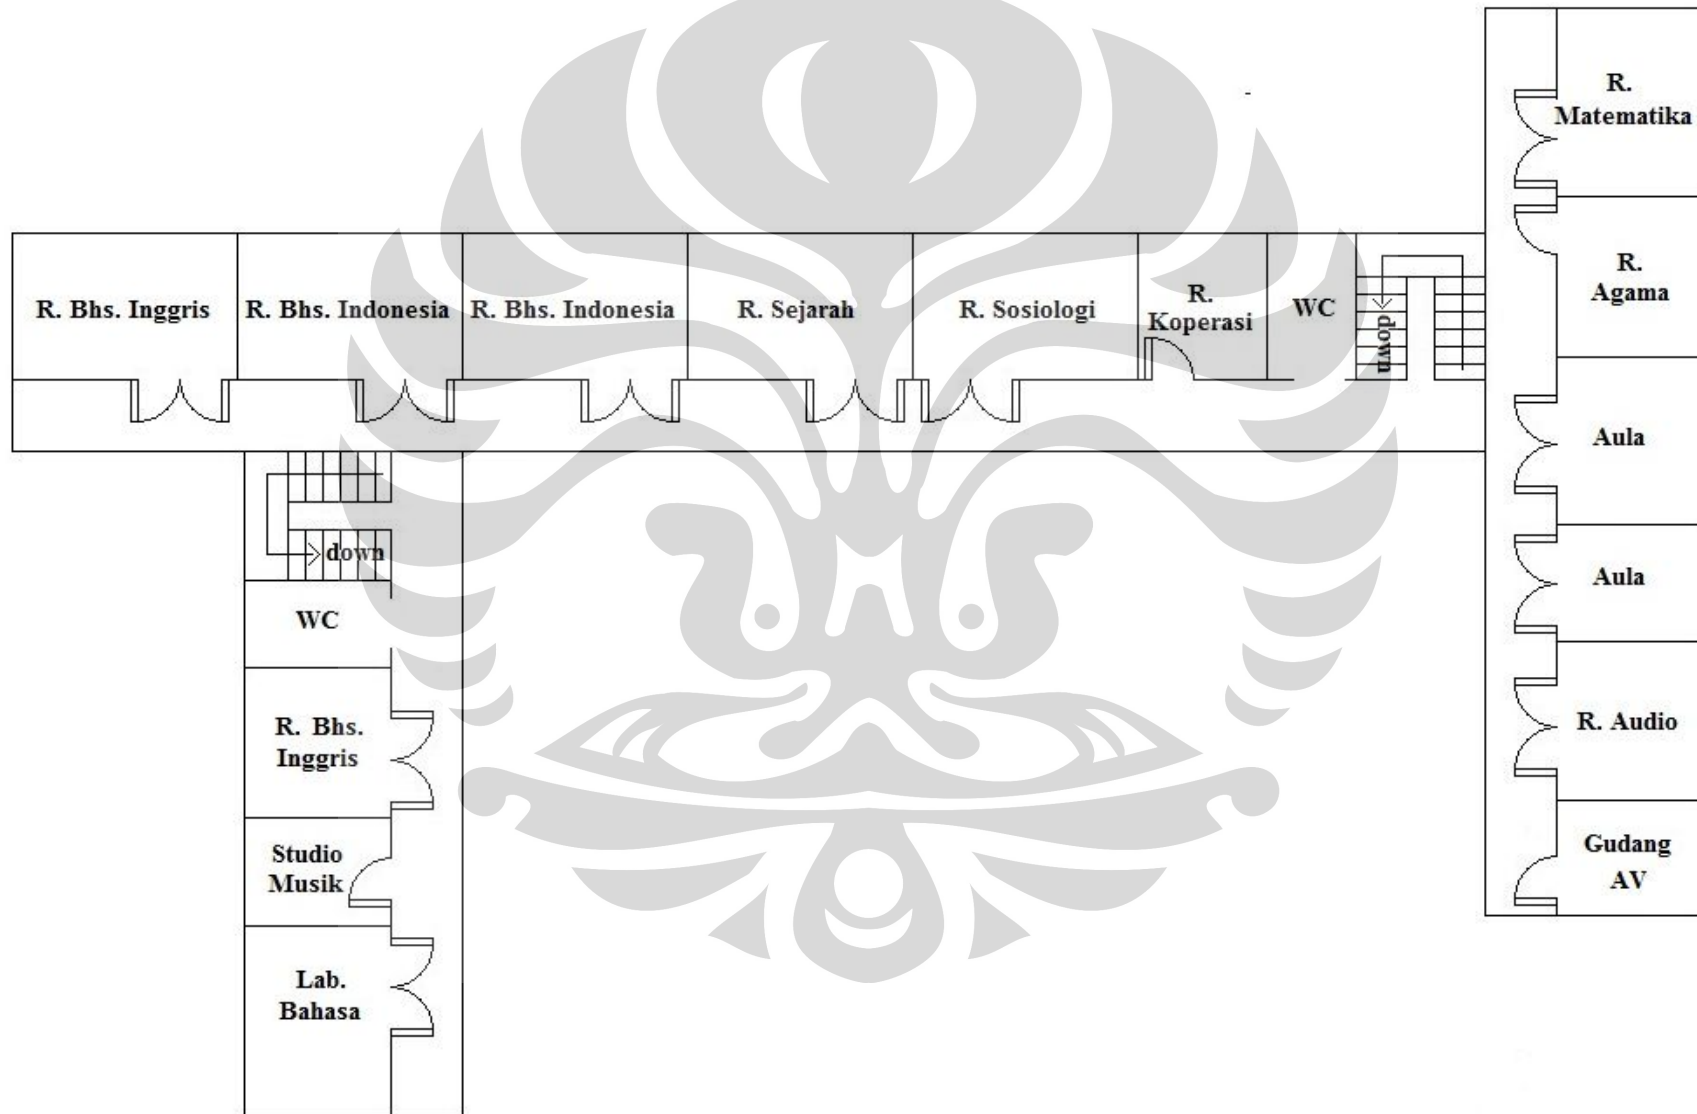 R.
Matematika
R.
Agama
R. Bhs. Inggris
R. Bhs. Indonesia
R. Bhs. Indonesia
R. Sejarah
R. Sosiologi
R.
Koperasi
WC
down
Aula
down
Aula
WC
R. Bhs.
Inggris
R. Audio
Studio
Musik
Gudang
AV
Lab.
Bahasa